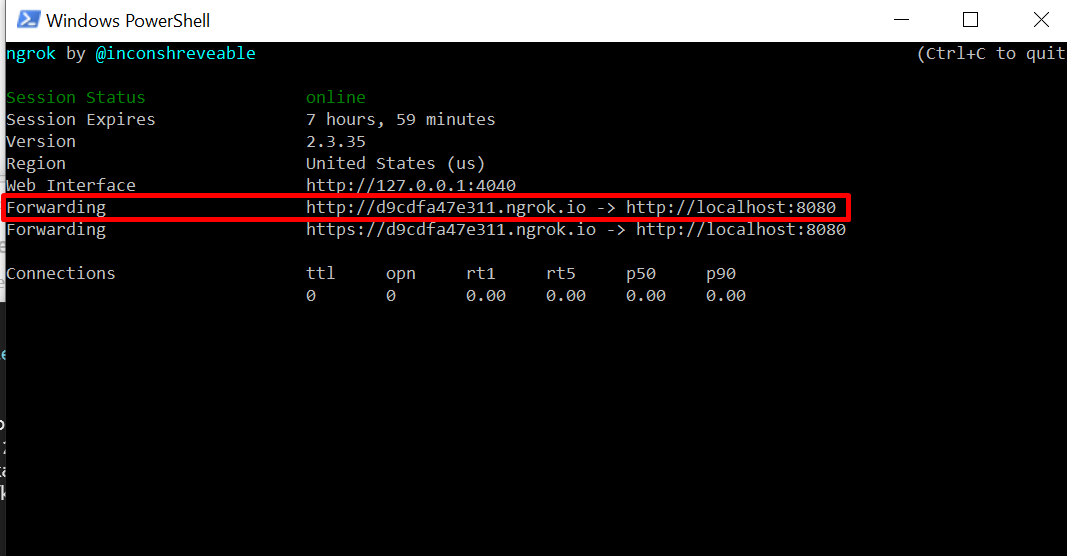 Windows PowerShell
ngrok by @inconshreveable (Ctrl+C to quit
Session Status online
Session Expires 7 hours, 59 minutes
Version 2.3.35
Region United States (us)
Web Interface http://127.0.0.1:4040
Forwarding http://d9cdfa47e311.ngrok.io -> http://localhost:8080
Forwarding https://d9cdfa47e311.ngrok.io -> http://localhost:8080
Connections ttl opn rt1 rt5 p50 p90
0 0 0.00 0.00 0.00 0.00